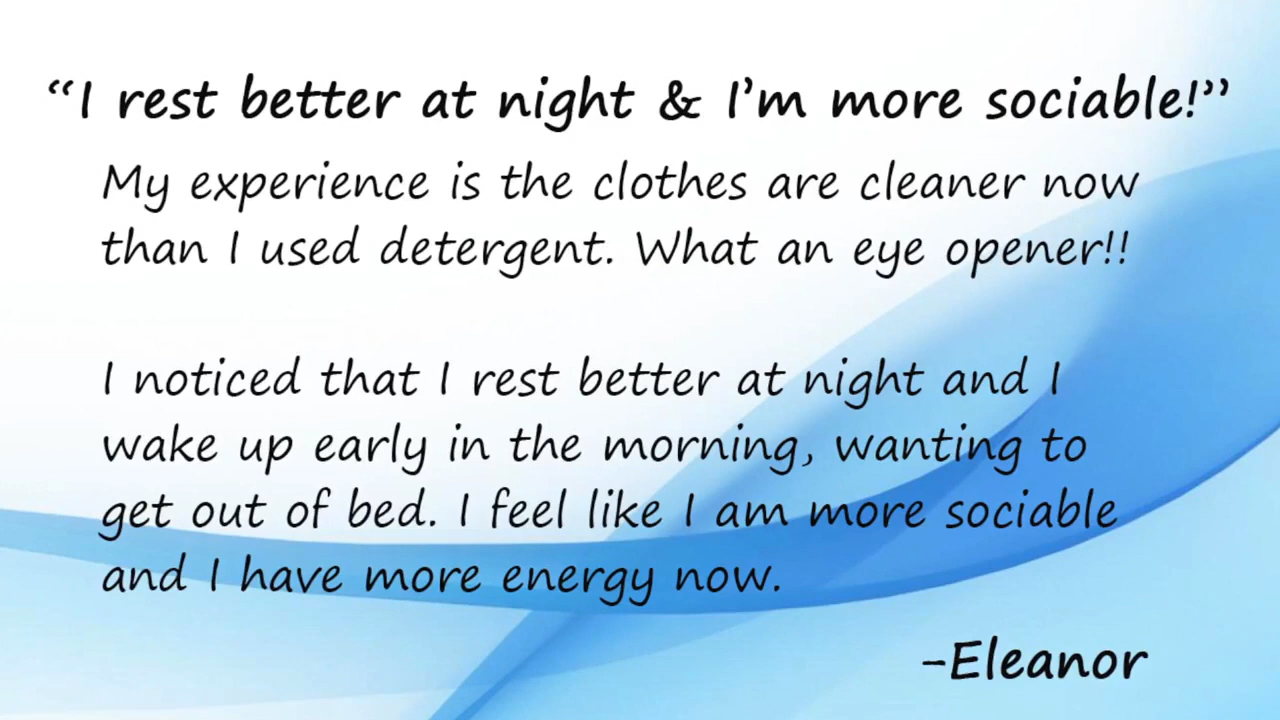 “I rest better at night & I’m more sociable!”
My experience is the clothes are cleaner now
than I used detergent. What an eye opener!!
I noticed that I rest better at night and I
wake up early in the morning, wanting to
get out of bed. I feel like I am more sociable
and I have more energy now.
-Eleanor